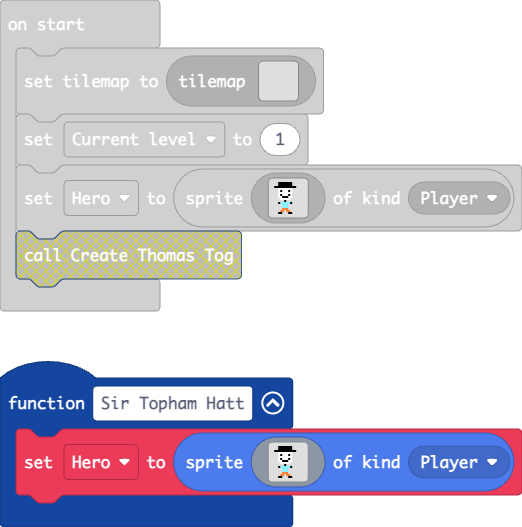 on start
set tilemap to tilemap
set Current level to 1
set Hero to sprite of kind Player
call Create Thomas Tog
function Sir Topham Hatt
set Hero to sprite of kind Player